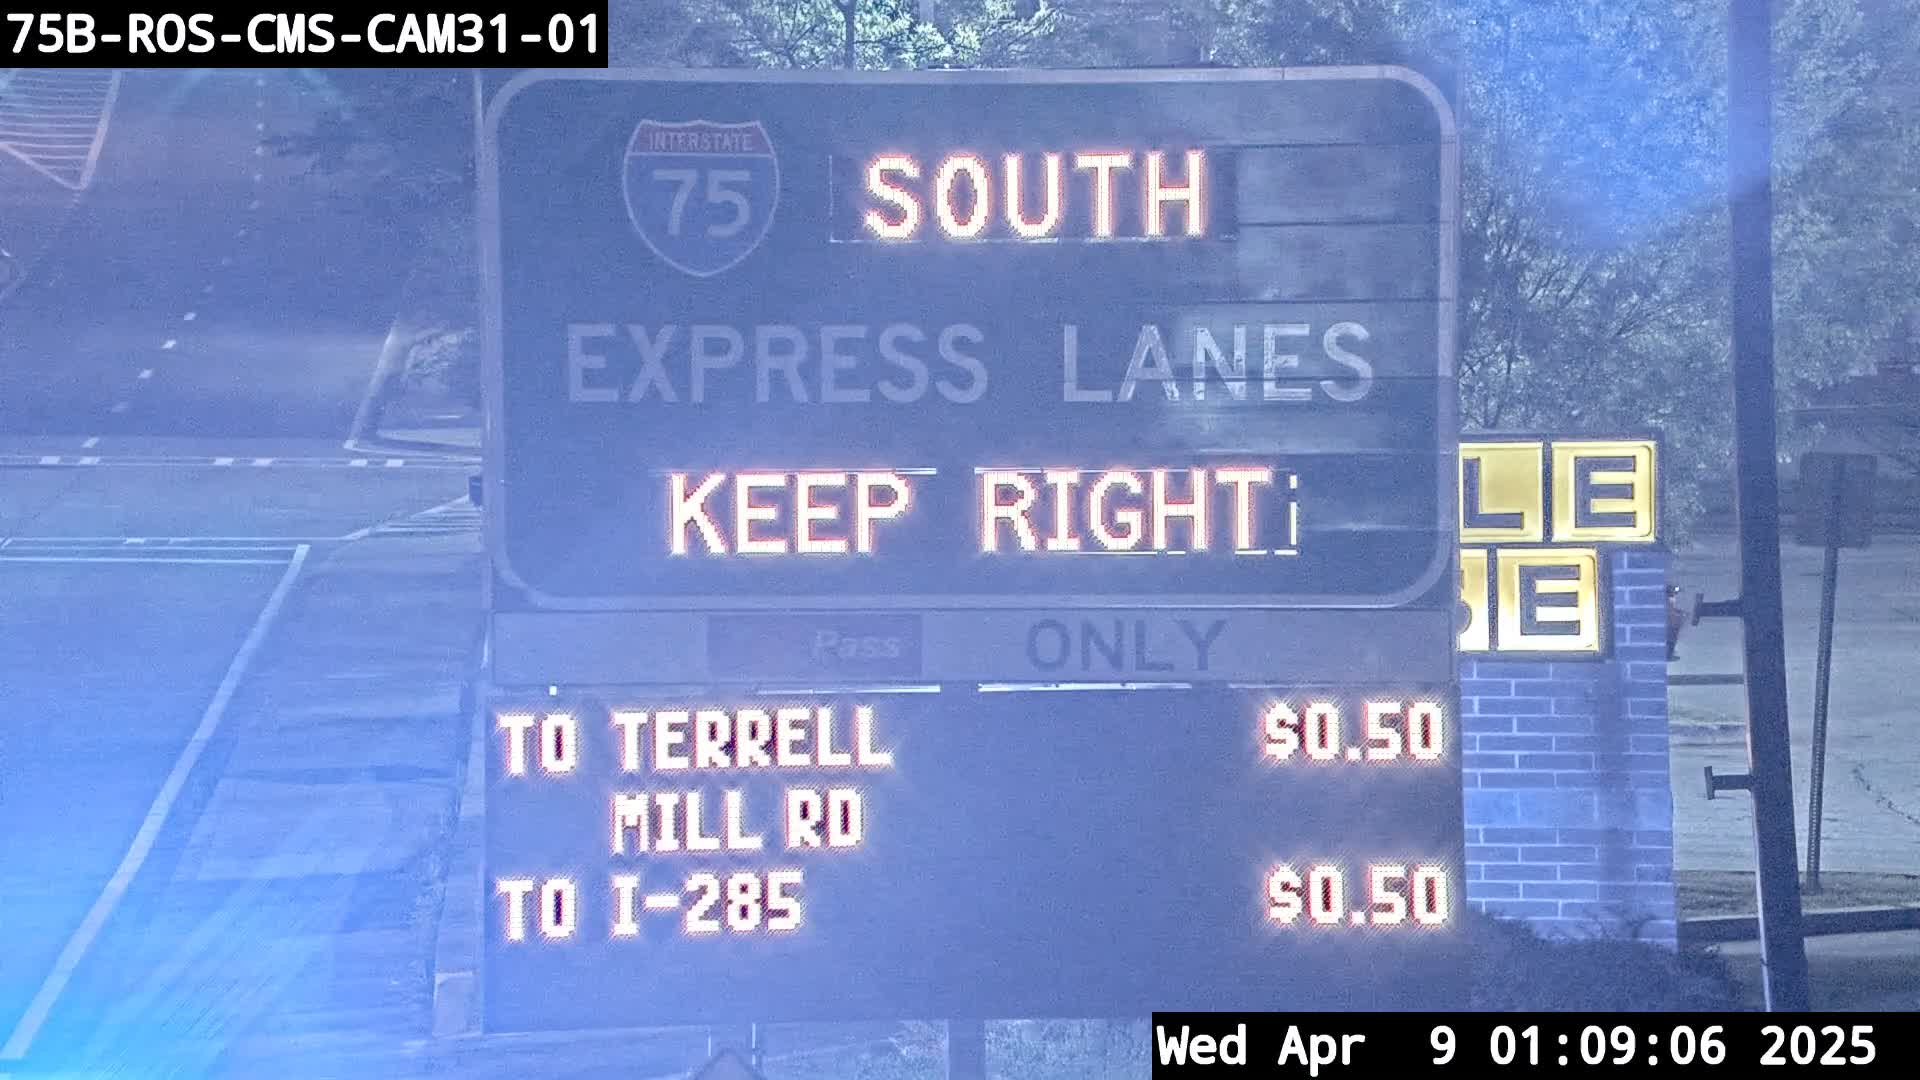 75B-ROS-CMS-CAM31-01
INTERSTATE
75
SOUTH
EXPRESS LANES
KEEP RIGHT
Pass ONLY
TO TERRELL $0.50
MILL RD
TO I-285 $0.50
LE
SE
Wed Apr 9 01:09:06 2025